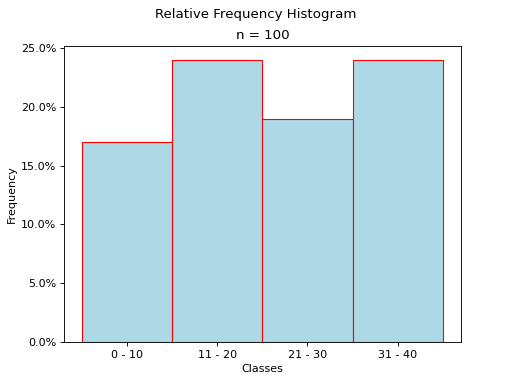 Relative Frequency Histogram
n = 100
25.0%
20.0%
15.0%
10.0%
5.0%
0.0%
Frequency
0 - 10
11 - 20
21 - 30
31 - 40
Classes